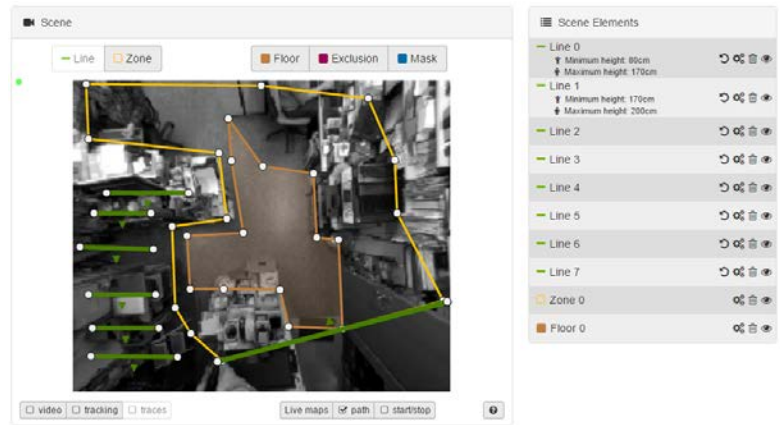 Scene
Line
Zone
Floor
Exclusion
Mask
video
tracking
traces
Live maps
path
start/stop
Scene Elements
Line 0
Minimum height: 80cm
Maximum height: 170cm
Line 1
Minimum height: 170cm
Maximum height: 200cm
Line 2
Line 3
Line 4
Line 5
Line 6
Line 7
Zone 0
Floor 0